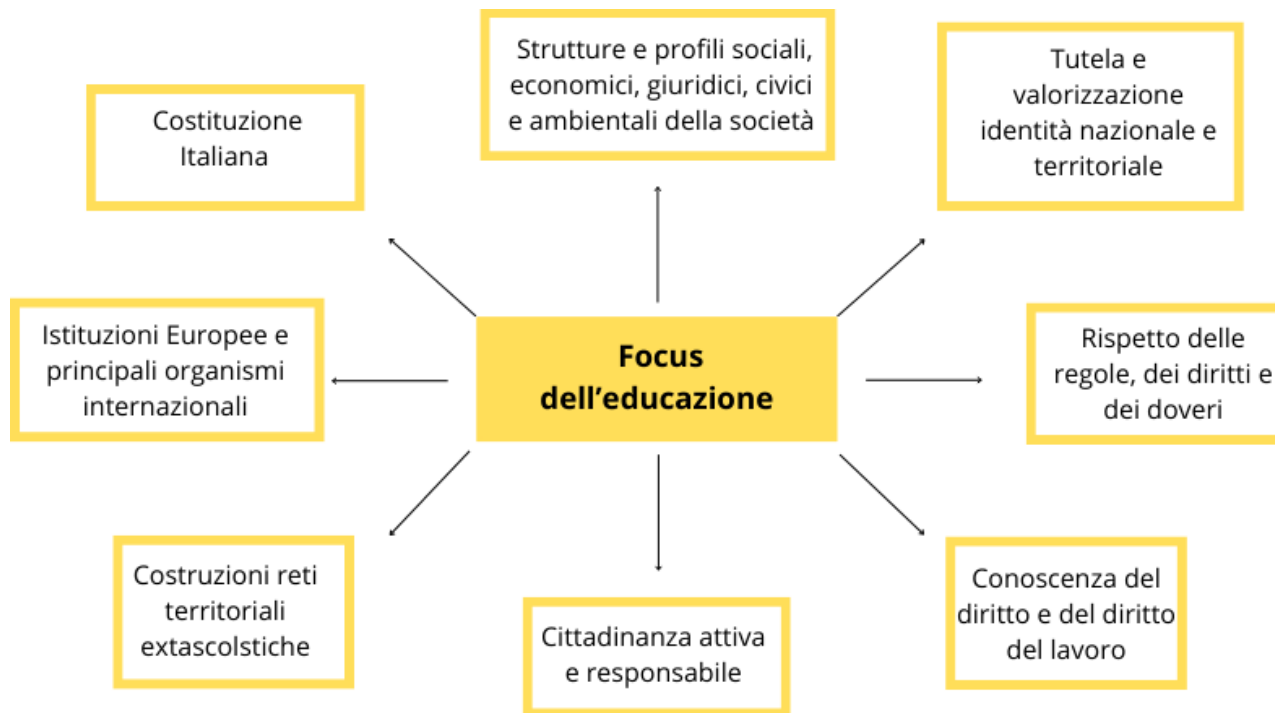 Strutture e profili sociali,
economici, giuridici, civici
e ambientali della società
Tutela e
valorizzazione
identità nazionale e
territoriale
Costituzione
Italiana
Istituzioni Europee e
principali organismi
internazionali
Focus
dell’educazione
Rispetto delle
regole, dei diritti e
dei doveri
Costruzioni reti
territoriali
extascolstiche
Cittadinanza attiva
e responsabile
Conoscenza del
diritto e del diritto
del lavoro